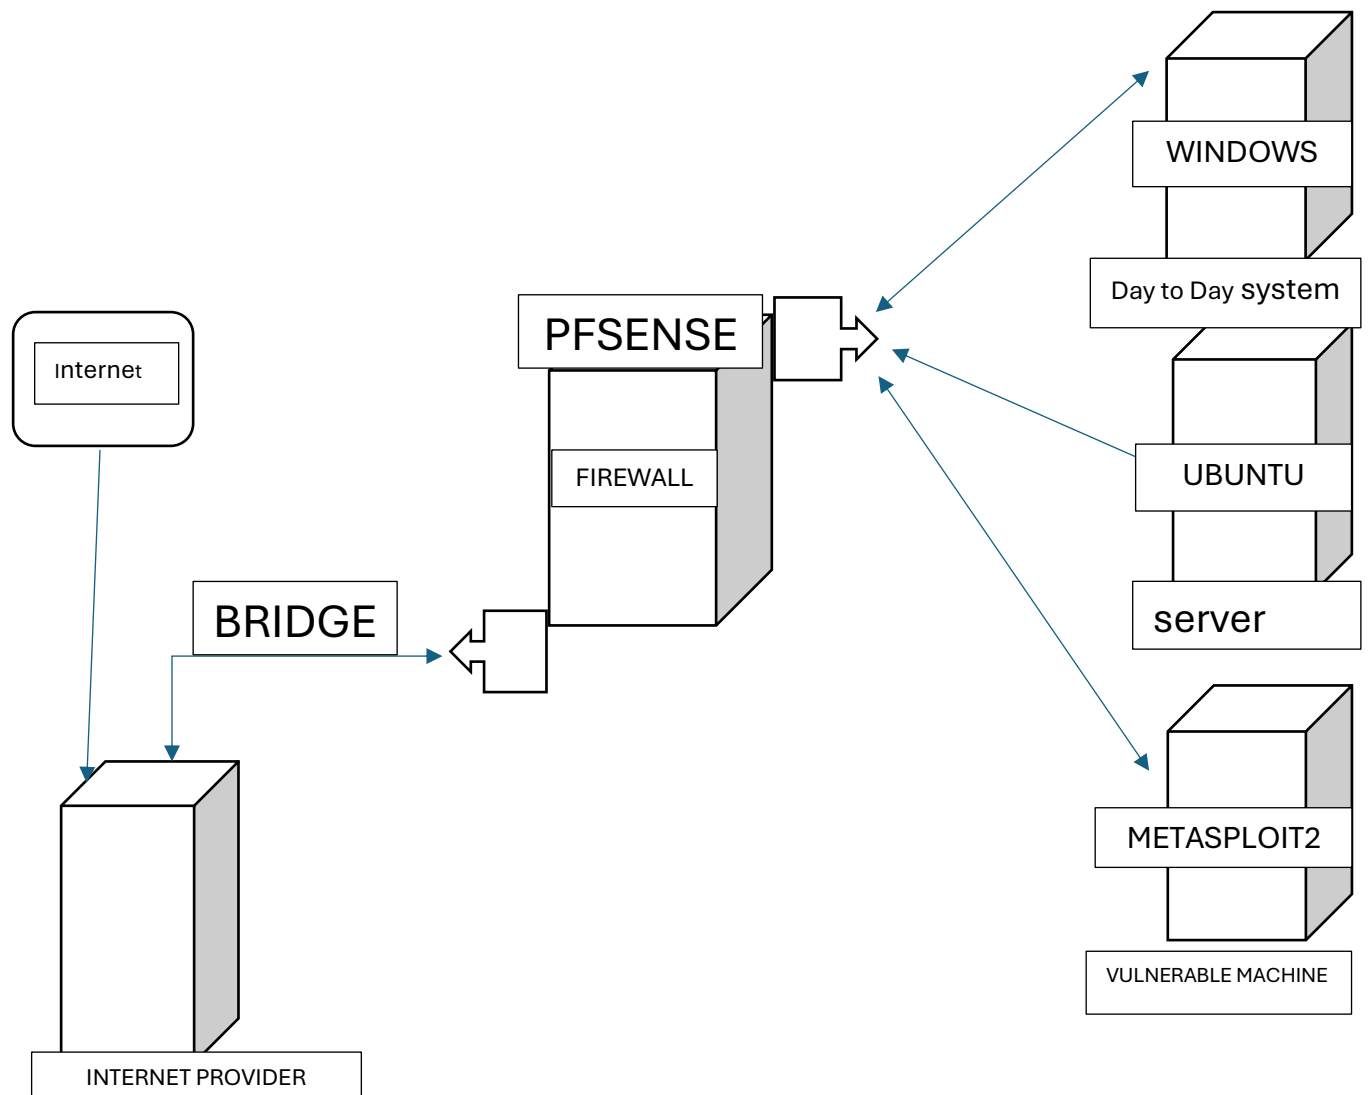 WINDOWS
Day to Day system
PFSENSE
Internet
FIREWALL
UBUNTU
BRIDGE
server
METASPLOIT2
VULNERABLE MACHINE
INTERNET PROVIDER